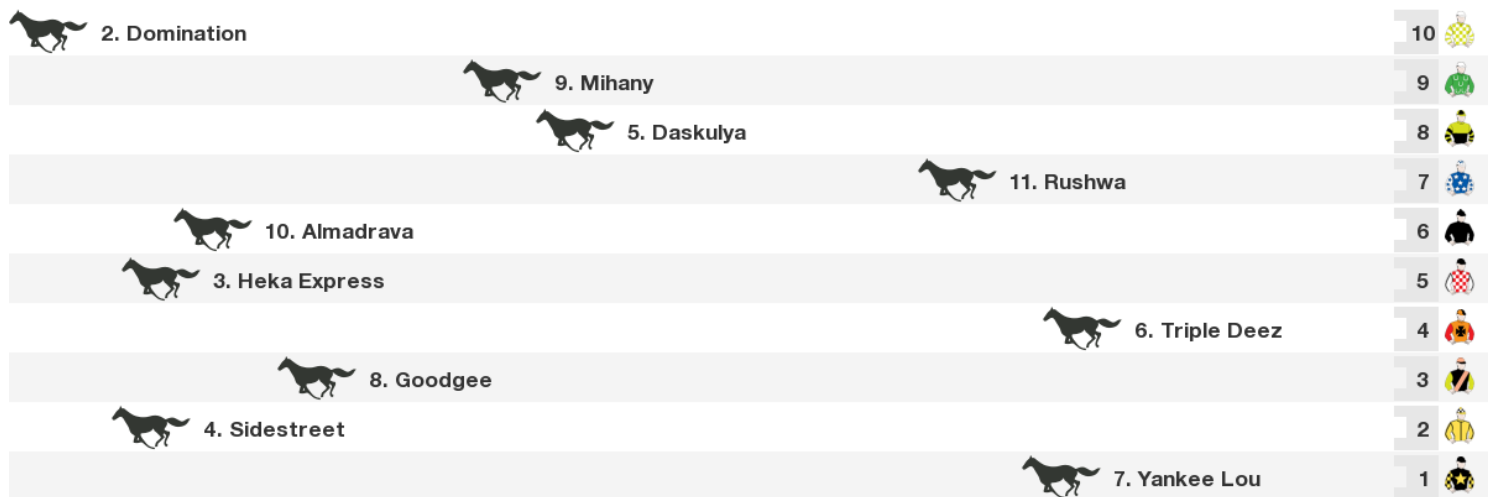 2. Domination 10
9. Mihany 9
5. Daskulya 8
11. Rushwa 7
10. Almadrava 6
3. Heka Express 5
6. Triple Deez 4
8. Goodgee 3
4. Sidestreet 2
7. Yankee Lou 1